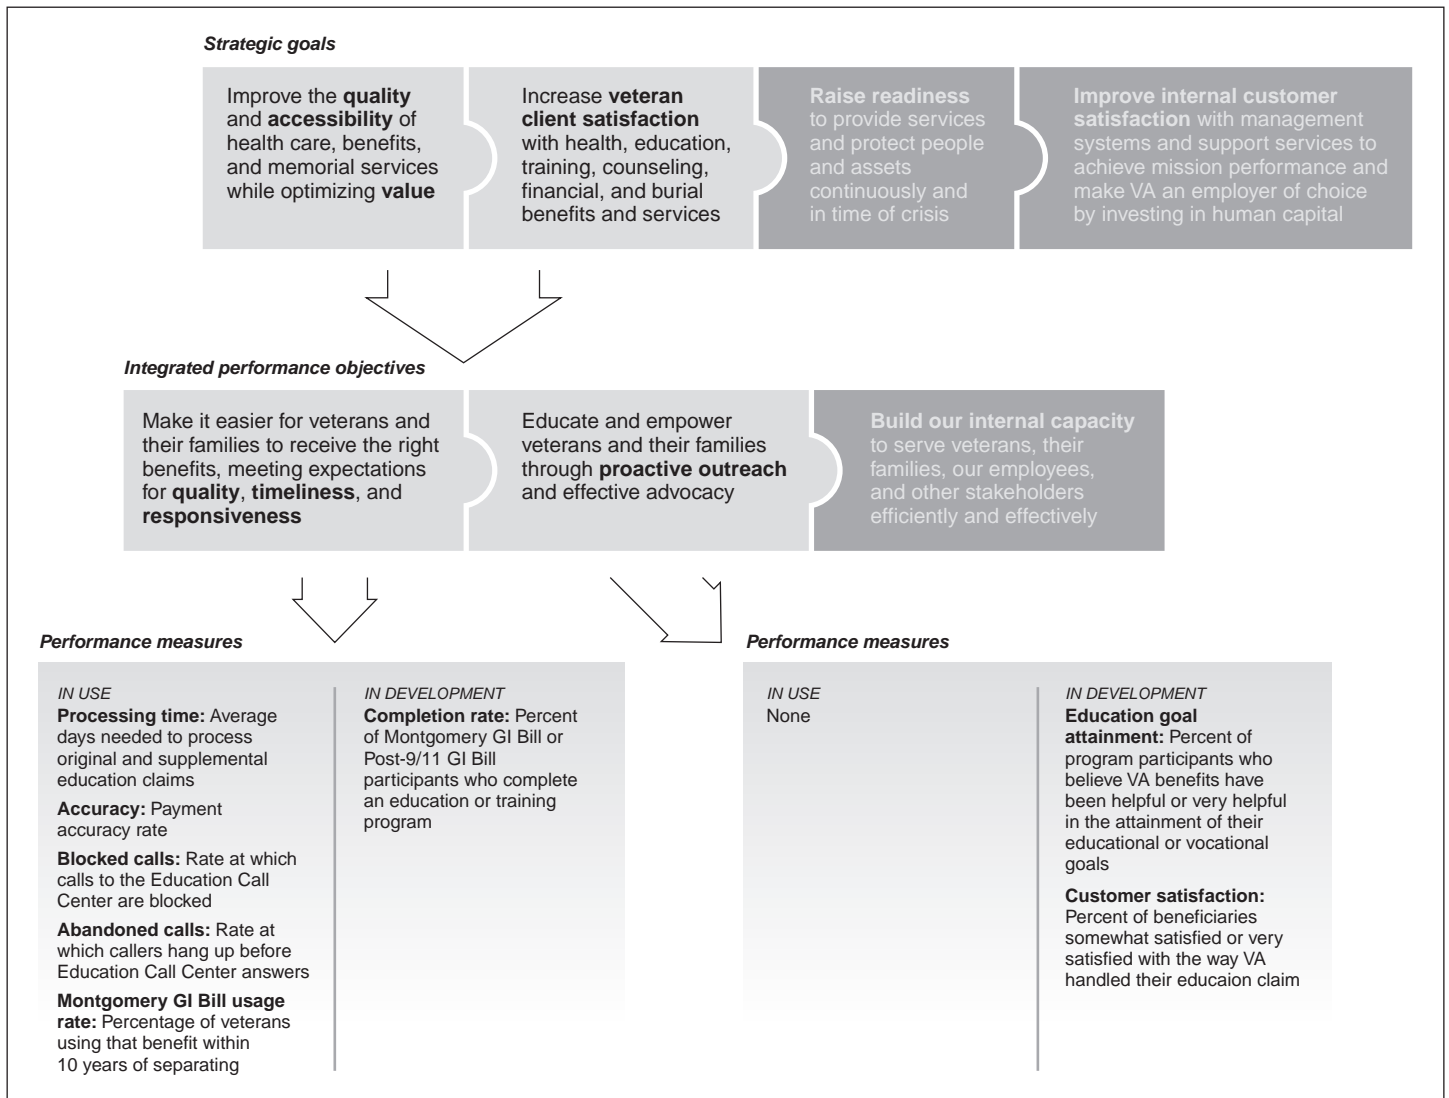 Strategic goals
Improve the quality
and accessibility of
health care, benefits,
and memorial services
while optimizing value
Increase veteran
client satisfaction
with health, education,
training, counseling,
financial, and burial
benefits and services
Raise readiness
to provide services
and protect people
and assets
continuously and
in time of crisis
Improve internal customer
satisfaction with management
systems and support services to
achieve mission performance and
make VA an employer of choice
by investing in human capital
Integrated performance objectives
Make it easier for veterans and
their families to receive the right
benefits, meeting expectations
for quality, timeliness, and
responsiveness
Educate and empower
veterans and their families
through proactive outreach
and effective advocacy
Build our internal capacity
to serve veterans, their
families, our employees,
and other stakeholders
efficiently and effectively
Performance measures
IN USE
Processing time: Average
days needed to process
original and supplemental
education claims
Accuracy: Payment
accuracy rate
Blocked calls: Rate at which
calls to the Education Call
Center are blocked
Abandoned calls: Rate at
which callers hang up before
Education Call Center answers
Montgomery GI Bill usage
rate: Percentage of veterans
using that benefit within
10 years of separating
IN DEVELOPMENT
Completion rate: Percent
of Montgomery GI Bill or
Post-9/11 GI Bill
participants who complete
an education or training
program
Performance measures
IN USE
None
IN DEVELOPMENT
Education goal
attainment: Percent of
program participants who
believe VA benefits have
been helpful or very helpful
in the attainment of their
educational or vocational
goals
Customer satisfaction:
Percent of beneficiaries
somewhat satisfied or very
satisfied with the way VA
handled their educaion claim